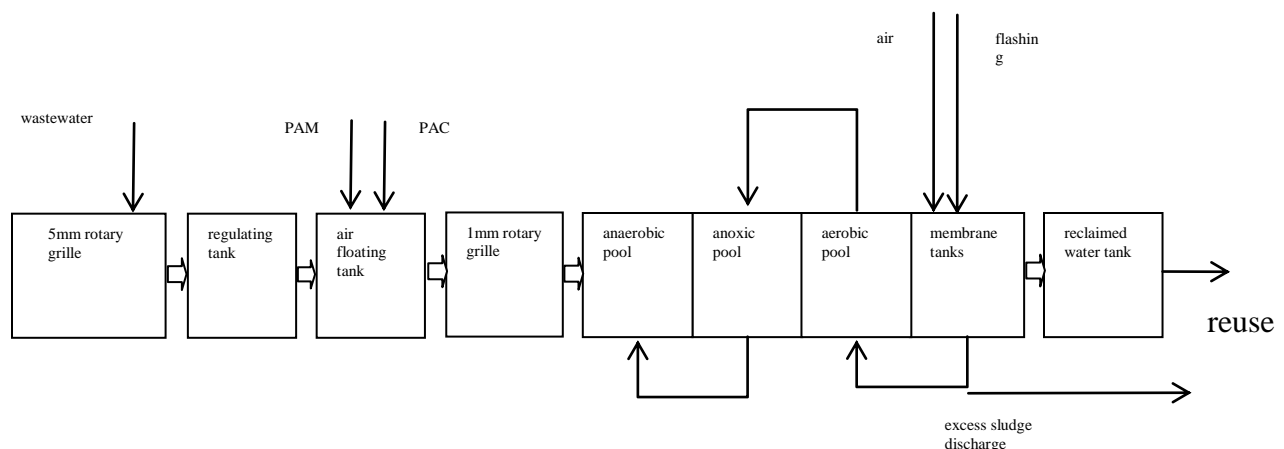 air
flashin
g
wastewater
PAM
PAC
5mm rotary
grille
regulating
tank
air
floating
tank
1mm rotary
grille
anaerobic
pool
anoxic
pool
aerobic
pool
membrane
tanks
reclaimed
water tank
reuse
excess sludge
discharge